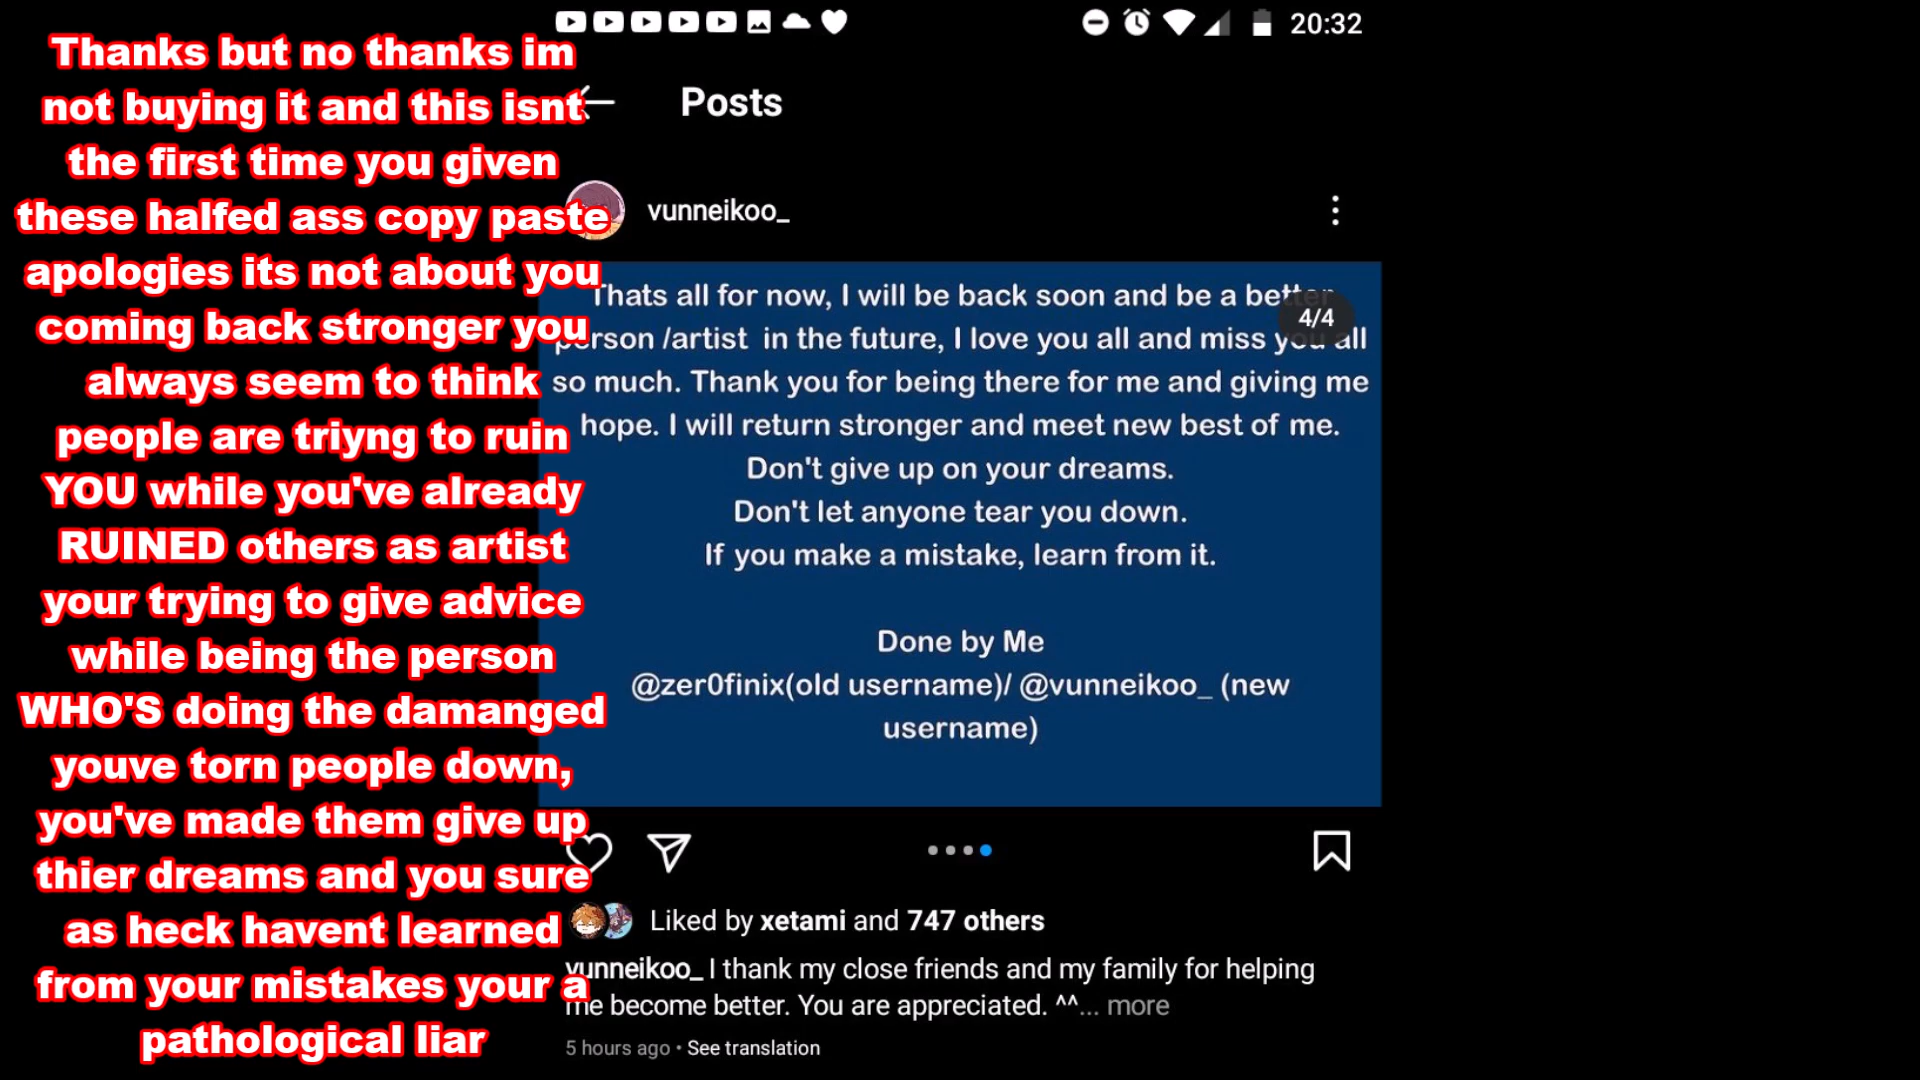 20:32
Posts
vunneikoo_
Thanks but no thanks im
not buying it and this isnt
the first time you given
these halfed ass copy paste
apologies its not about you
coming back stronger you
always seem to think
people are triyng to ruin
YOU while you've already
RUINED others as artist
your trying to give advice
while being the person
WHO'S doing the damanged
youve torn people down,
you've made them give up
thier dreams and you sure
as heck havent learned
from your mistakes your a
pathological liar
Thats all for now, I will be back soon and be a better
4/4
person /artist in the future, I love you all and miss you all
so much. Thank you for being there for me and giving me
hope. I will return stronger and meet new best of me.
Don't give up on your dreams.
Don't let anyone tear you down.
If you make a mistake, learn from it.
Done by Me
@zer0finix(old username)/ @vunneikoo_ (new
username)
Liked by xetami and 747 others
vunneikoo_ I thank my close friends and my family for helping
me become better. You are appreciated. ^^... more
5 hours ago • See translation